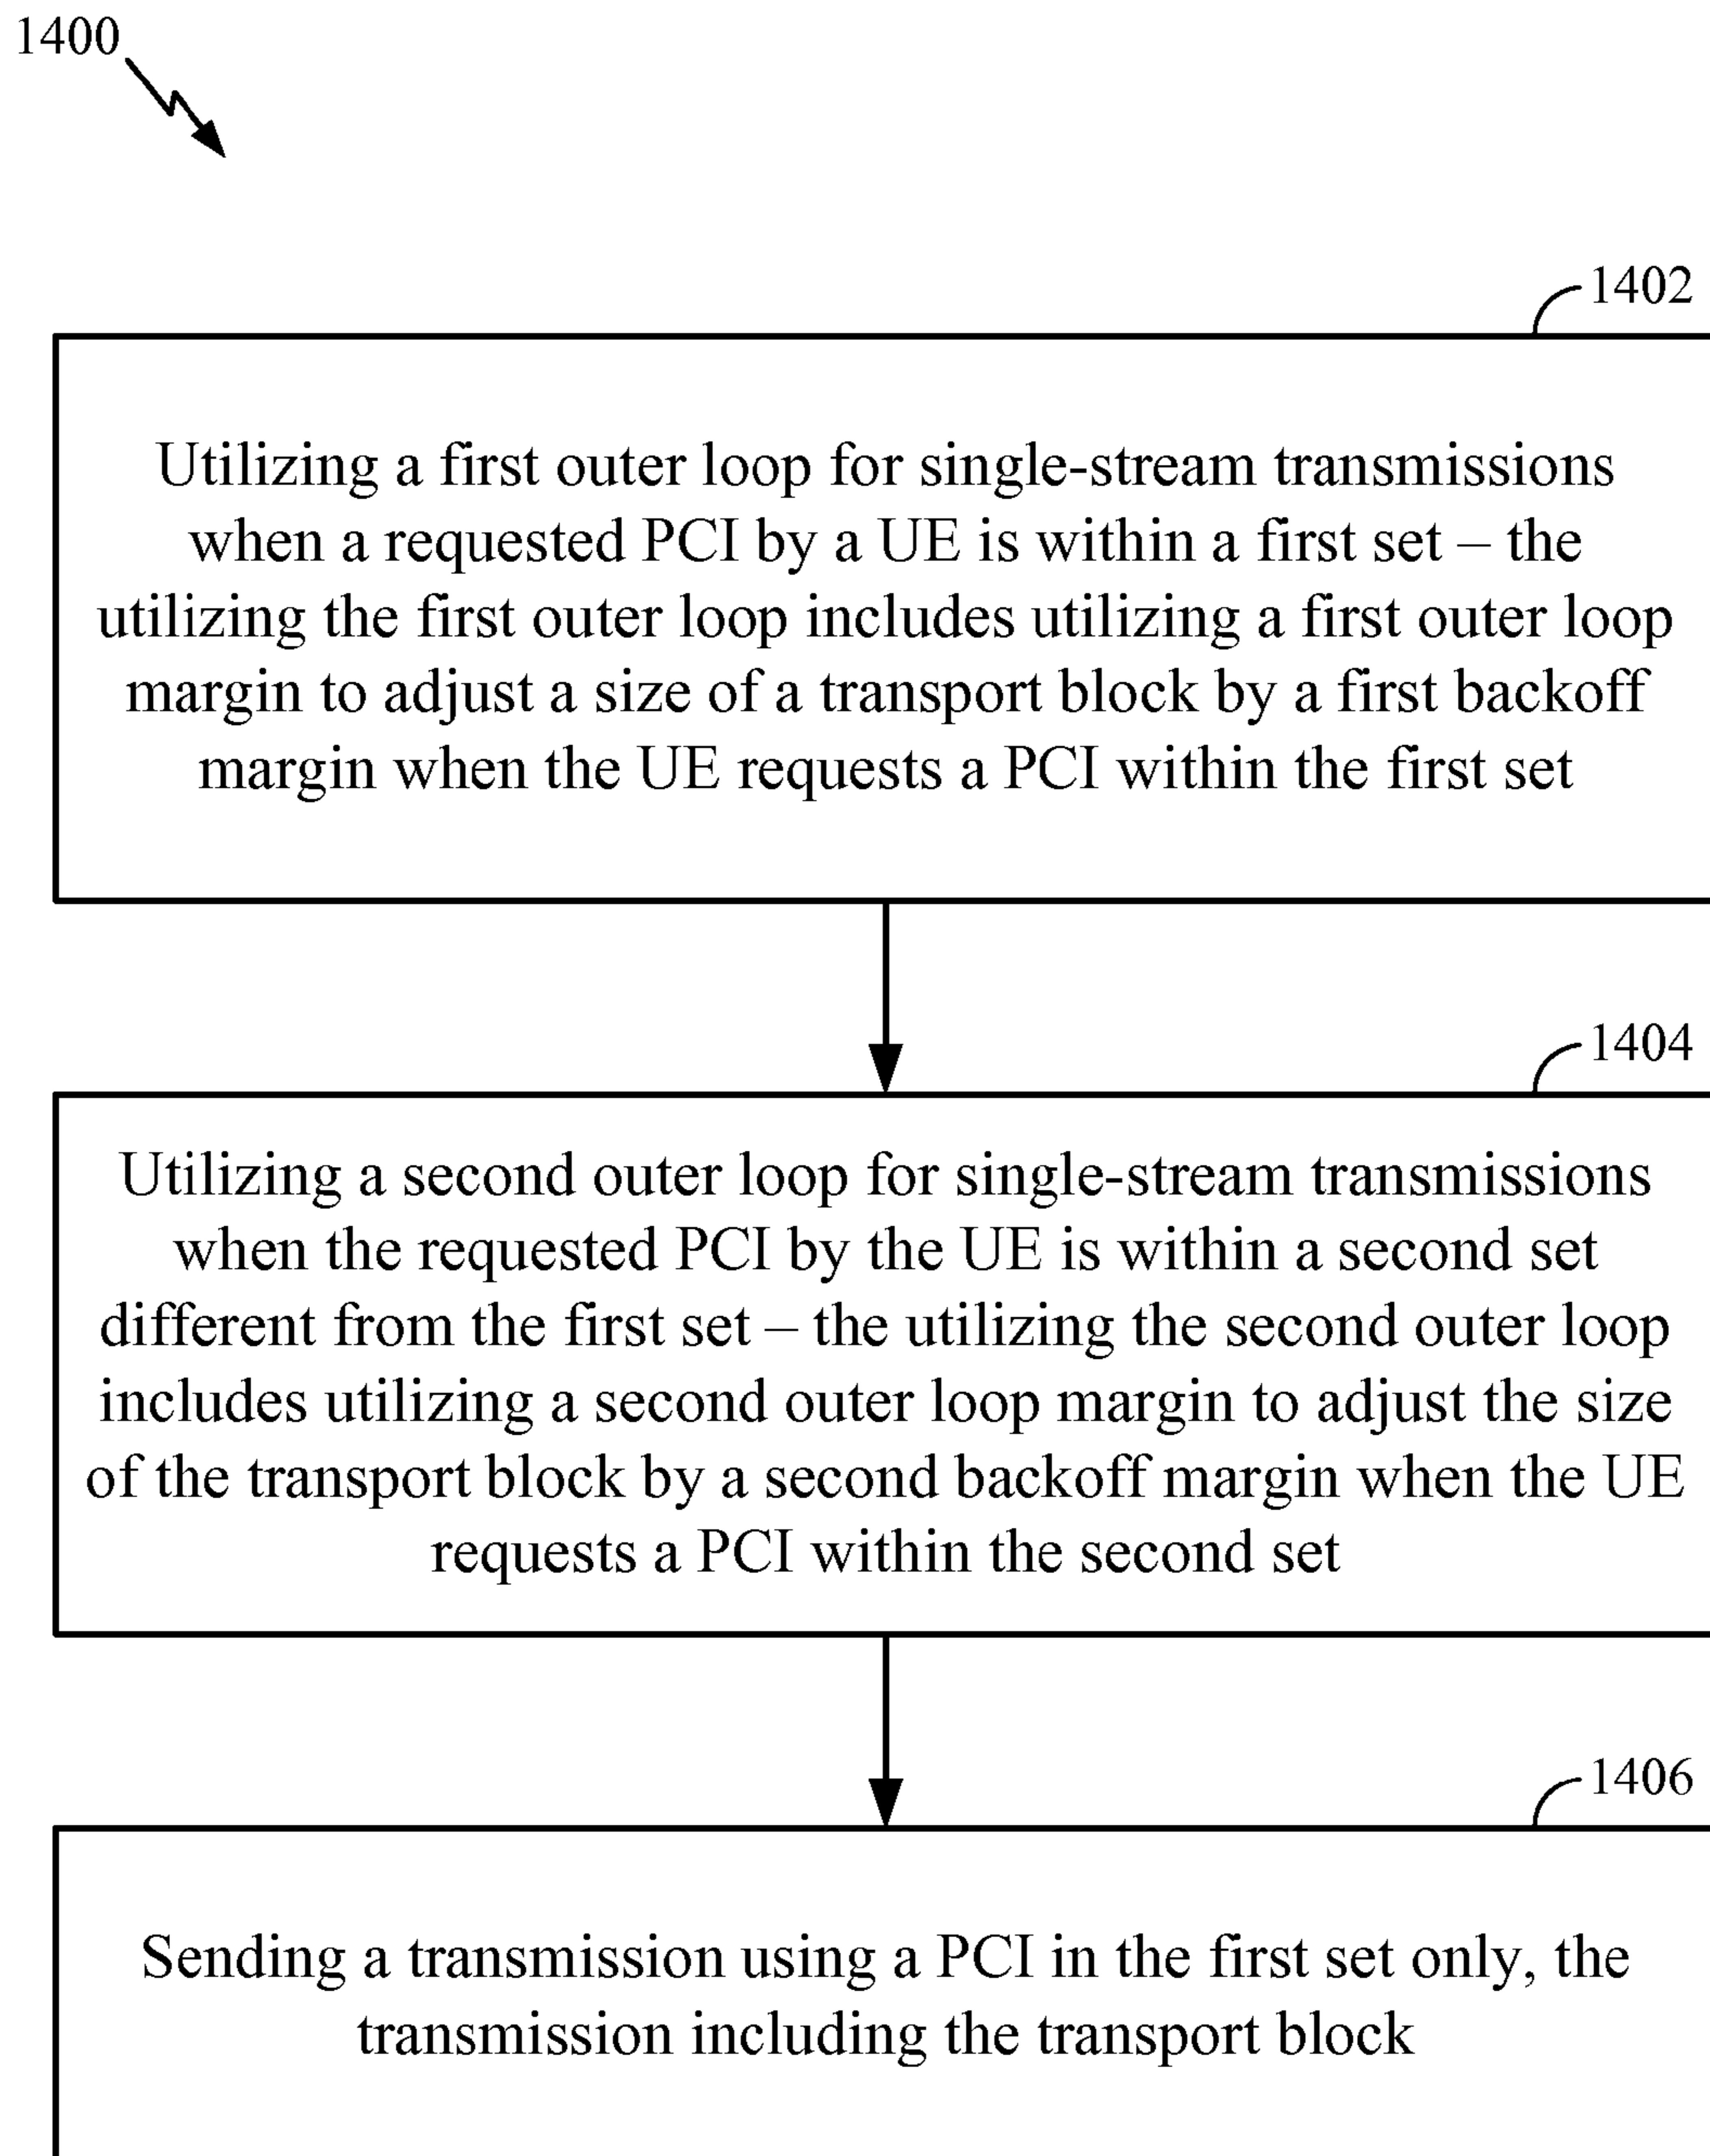 1400
1402
Utilizing a first outer loop for single-stream transmissions
when a requested PCI by a UE is within a first set – the
utilizing the first outer loop includes utilizing a first outer loop
margin to adjust a size of a transport block by a first backoff
margin when the UE requests a PCI within the first set
1404
Utilizing a second outer loop for single-stream transmissions
when the requested PCI by the UE is within a second set
different from the first set – the utilizing the second outer loop
includes utilizing a second outer loop margin to adjust the size
of the transport block by a second backoff margin when the UE
requests a PCI within the second set
1406
Sending a transmission using a PCI in the first set only, the
transmission including the transport block